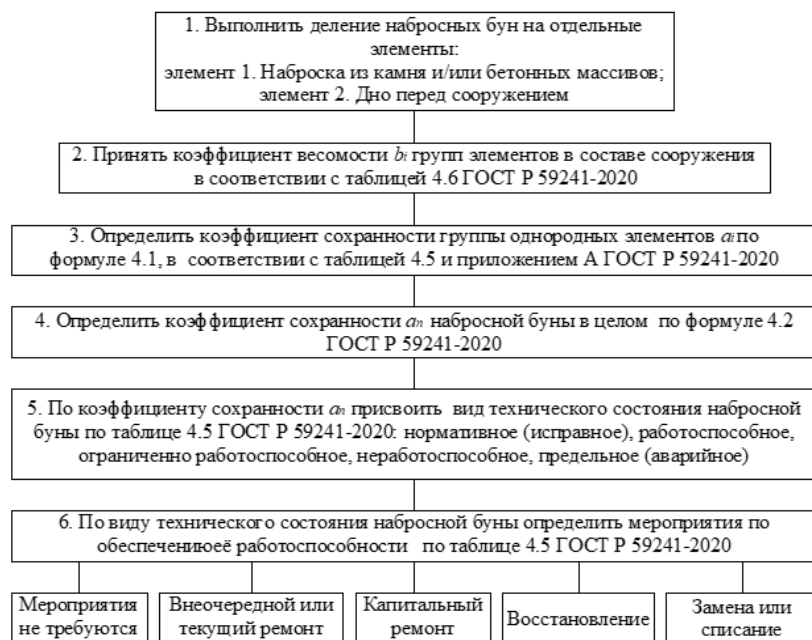 1. Выполнить деление набросных бун на отдельные
элементы:
элемент 1. Наброска из камня и/или бетонных массивов;
элемент 2. Дно перед сооружением
2. Принять коэффициент весомости bi групп элементов в составе сооружения
в соответствии с таблицей 4.6 ГОСТ Р 59241-2020
3. Определить коэффициент сохранности группы однородных элементов ai по
формуле 4.1, в соответствии с таблицей 4.5 и приложением А ГОСТ Р 59241-2020
4. Определить коэффициент сохранности an набросной буны в целом по формуле 4.2
ГОСТ Р 59241-2020
5. По коэффициенту сохранности an присвоить вид технического состояния набросной
буны по таблице 4.5 ГОСТ Р 59241-2020: нормативное (исправное), работоспособное,
ограниченно работоспособное, неработоспособное, предельное (аварийное)
6. По виду технического состояния набросной буны определить мероприятия по
обеспечениюеё работоспособности по таблице 4.5 ГОСТ Р 59241-2020
Мероприятия
не требуются
Внеочередной или
текущий ремонт
Капитальный
ремонт
Восстановление
Замена или
списание